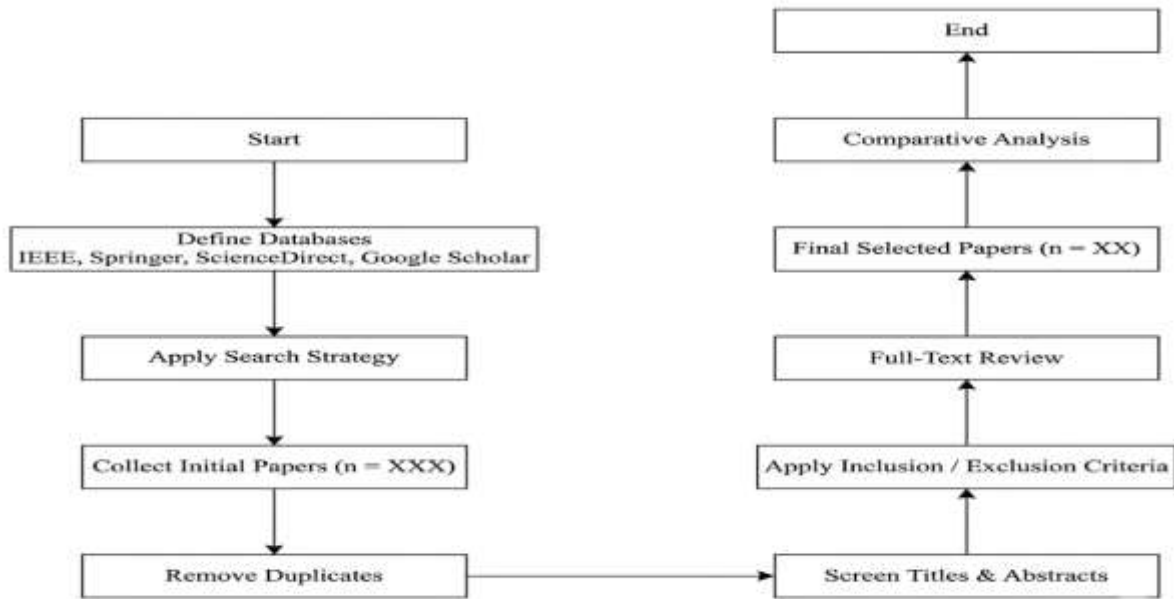 Start
Define Databases
IEEE, Springer, ScienceDirect, Google Scholar
Apply Search Strategy
Collect Initial Papers (n = XXX)
Remove Duplicates
Screen Titles & Abstracts
Apply Inclusion / Exclusion Criteria
Full-Text Review
Final Selected Papers (n = XX)
Comparative Analysis
End